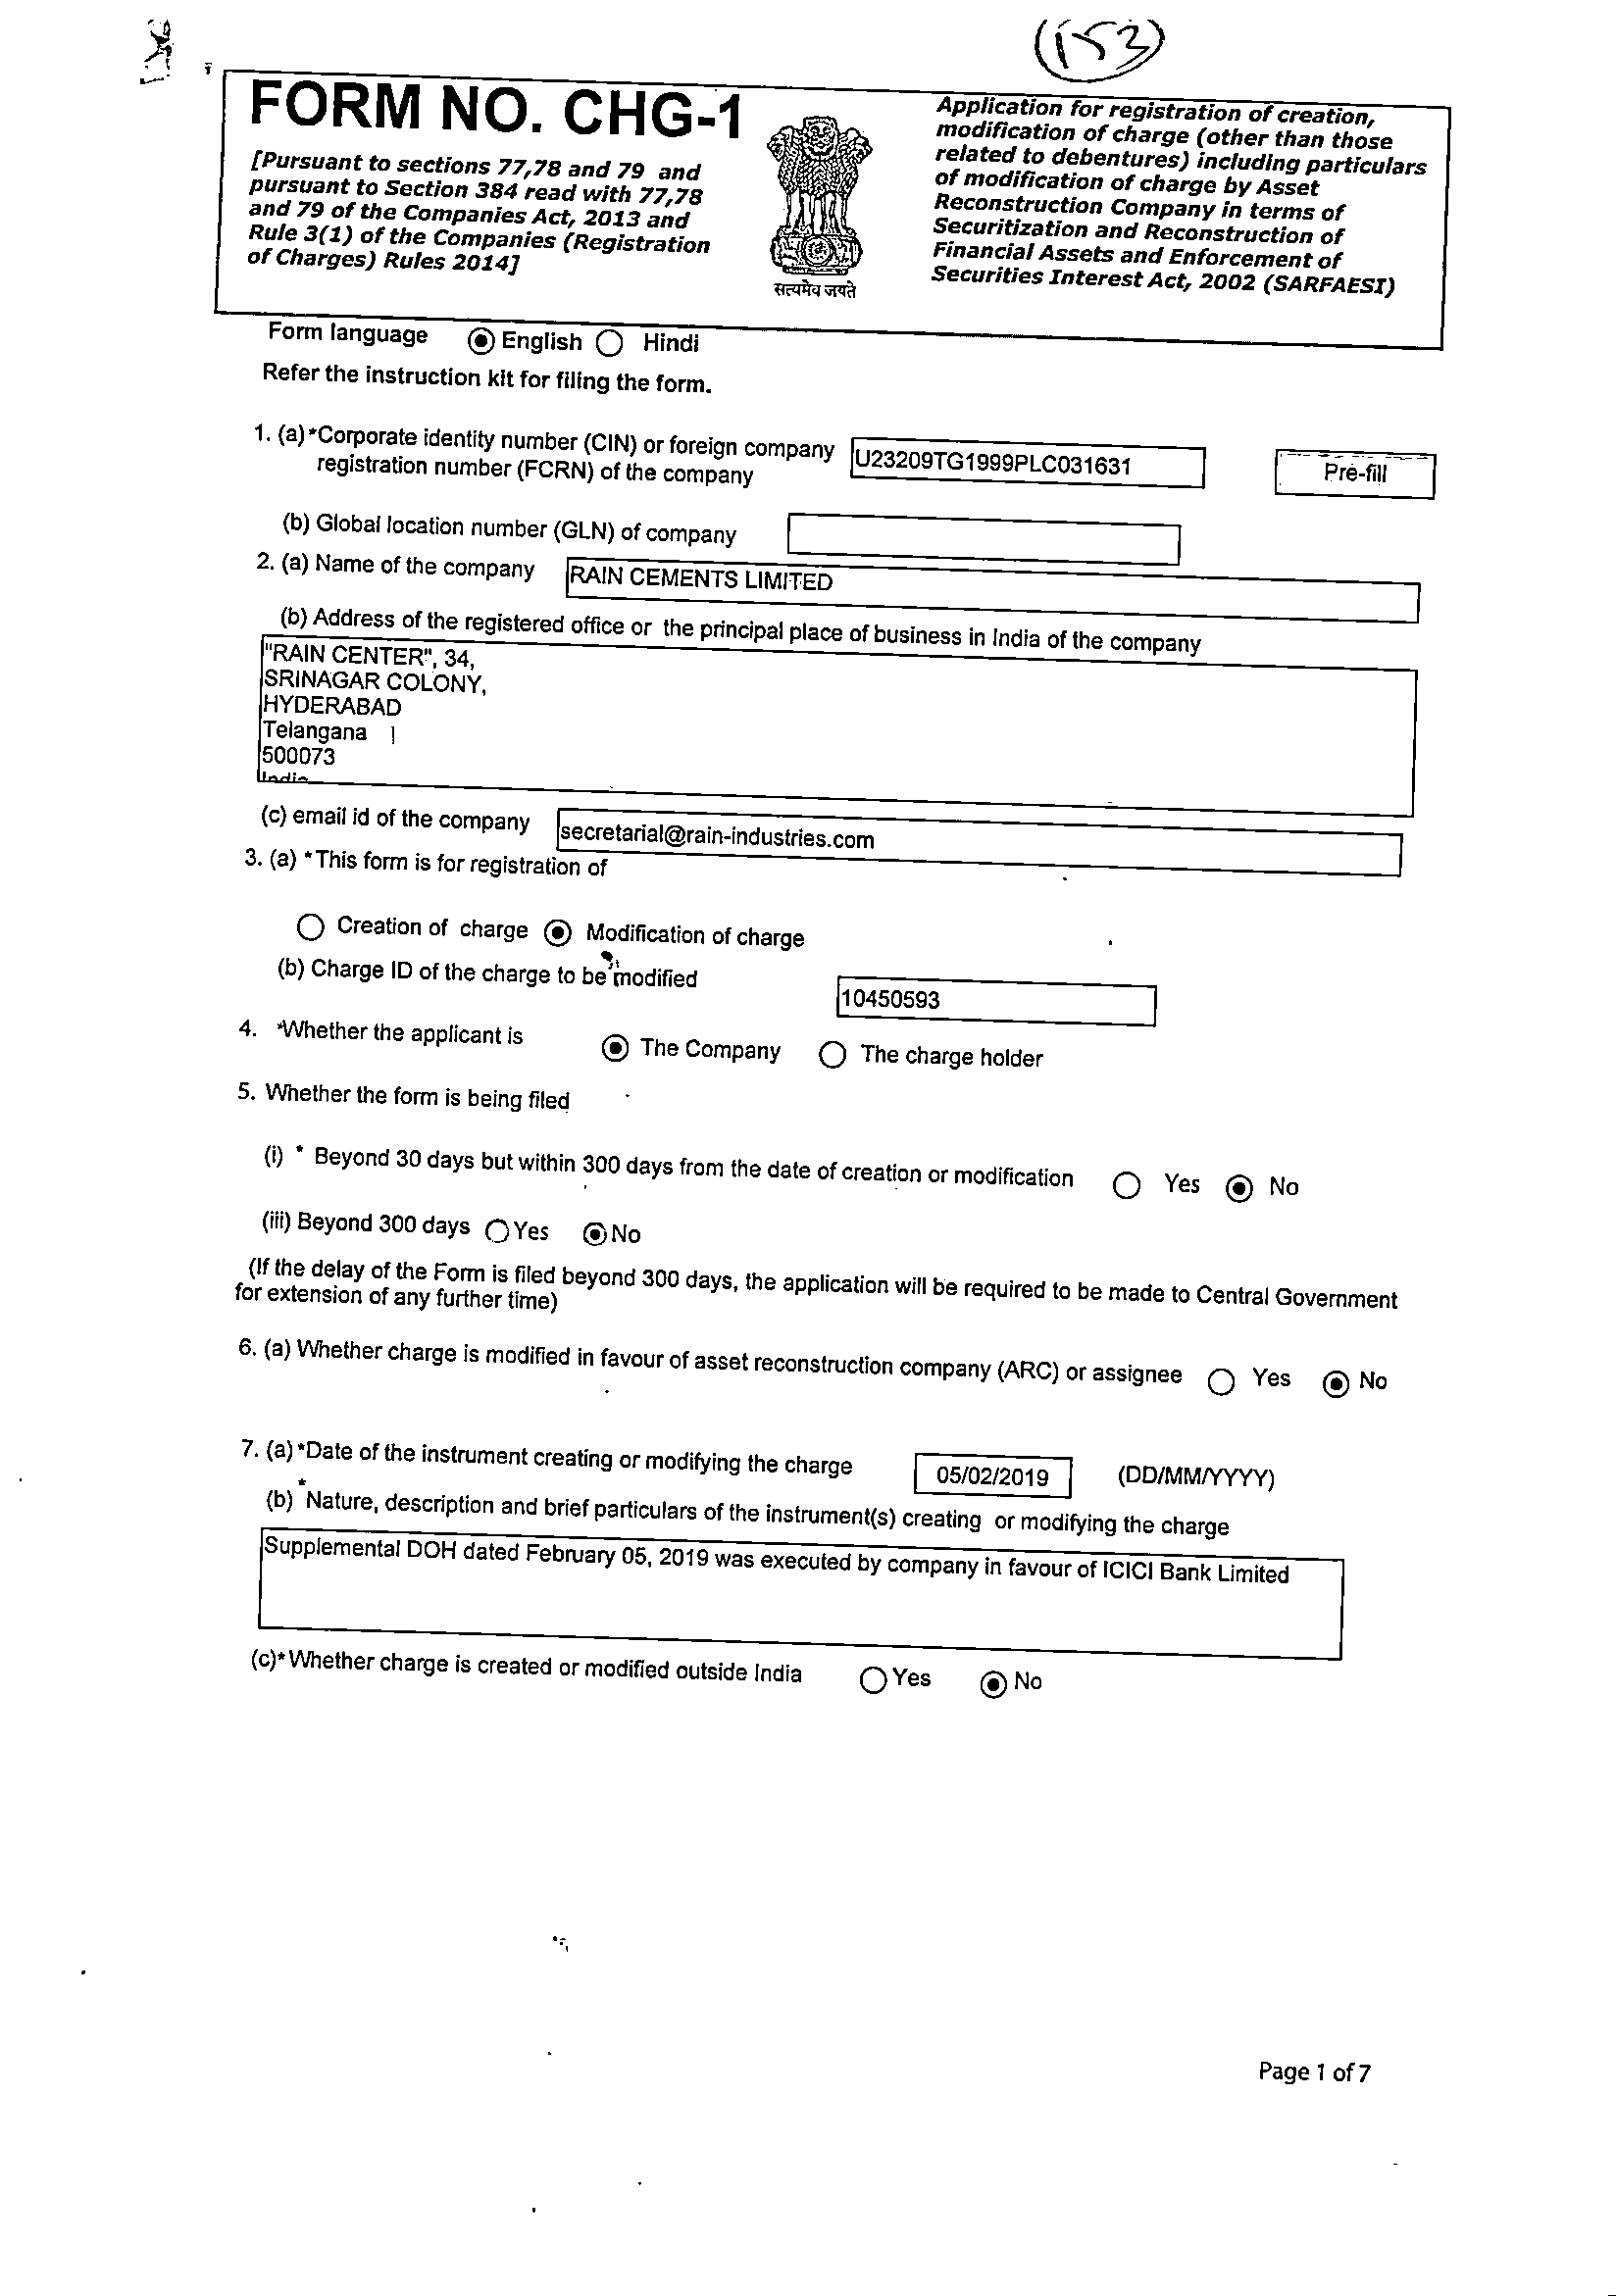 (153)
FORM NO. CHG-1
[Pursuant to sections 77,78 and 79 and
pursuant to Section 384 read with 77,78
and 79 of the Companies Act, 2013 and
Rule 3(1) of the Companies (Registration
of Charges) Rules 2014]
सत्यमेव जयते
Application for registration of creation,
modification of charge (other than those
related to debentures) including particulars
of modification of charge by Asset
Reconstruction Company in terms of
Securitization and Reconstruction of
Financial Assets and Enforcement of
Securities Interest Act, 2002 (SARFAESI)
Form language English Hindi
Refer the instruction kit for filing the form.
1. (a)*Corporate identity number (CIN) or foreign company
registration number (FCRN) of the company
U23209TG1999PLC031631
Pre-fill
(b) Global location number (GLN) of company
2. (a) Name of the company RAIN CEMENTS LIMITED
(b) Address of the registered office or the principal place of business in India of the company
"RAIN CENTER", 34,
SRINAGAR COLONY,
HYDERABAD
Telangana
500073
India
(c) email id of the company secretarial@rain-industries.com
3. (a) *This form is for registration of
Creation of charge Modification of charge
(b) Charge ID of the charge to be modified 10450593
4. *Whether the applicant is The Company The charge holder
5. Whether the form is being filed
(i) * Beyond 30 days but within 300 days from the date of creation or modification Yes No
(iii) Beyond 300 days Yes No
(If the delay of the Form is filed beyond 300 days, the application will be required to be made to Central Government
for extension of any further time)
6. (a) Whether charge is modified in favour of asset reconstruction company (ARC) or assignee Yes No
7. (a)*Date of the instrument creating or modifying the charge 05/02/2019 (DD/MM/YYYY)
(b) *Nature, description and brief particulars of the instrument(s) creating or modifying the charge
Supplemental DOH dated February 05, 2019 was executed by company in favour of ICICI Bank Limited
(c)*Whether charge is created or modified outside India Yes No
Page 1 of 7